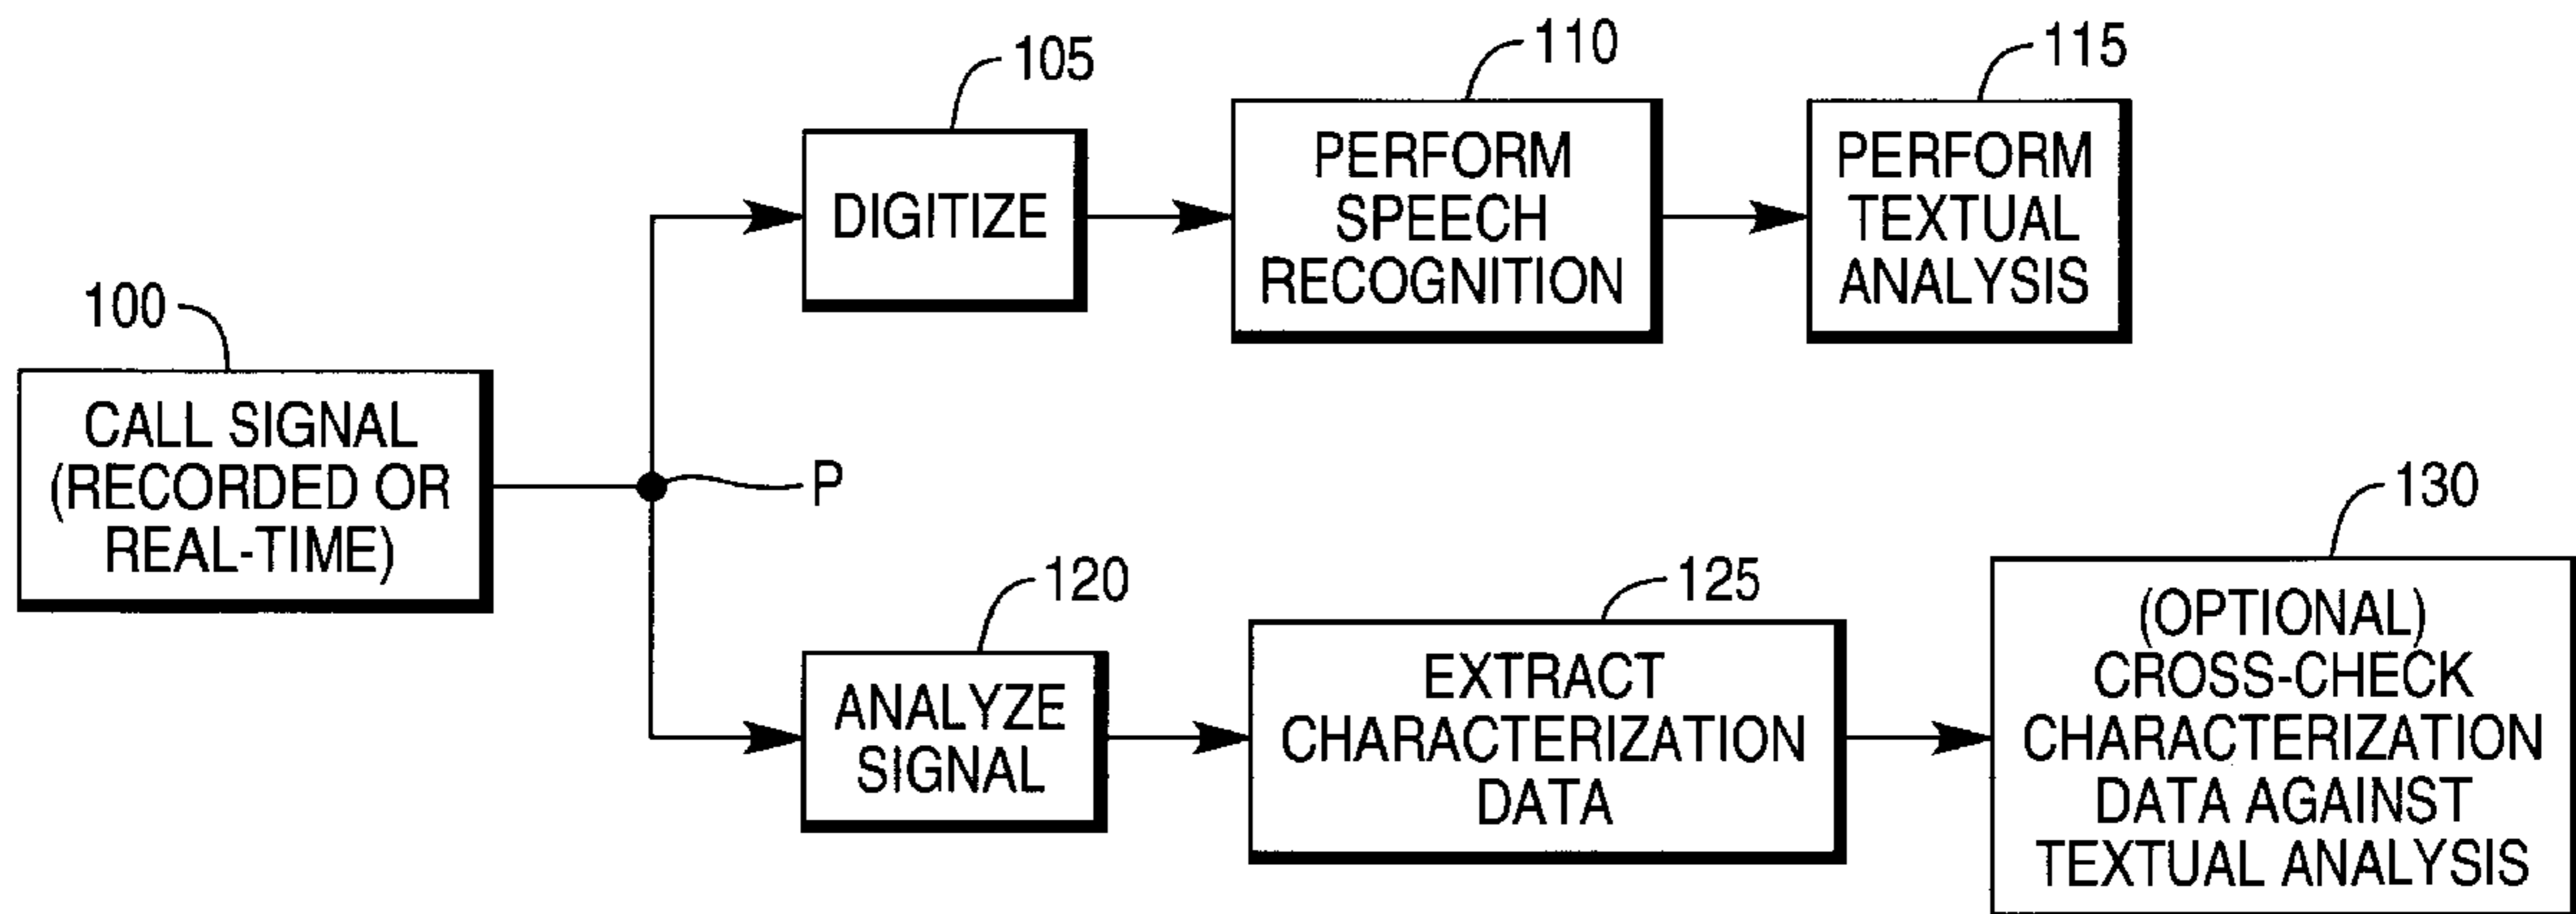 105
110
115
DIGITIZE
PERFORM
SPEECH
RECOGNITION
PERFORM
TEXTUAL
ANALYSIS
100
CALL SIGNAL
(RECORDED OR
REAL-TIME)
P
120
ANALYZE
SIGNAL
125
EXTRACT
CHARACTERIZATION
DATA
130
(OPTIONAL)
CROSS-CHECK
CHARACTERIZATION
DATA AGAINST
TEXTUAL ANALYSIS